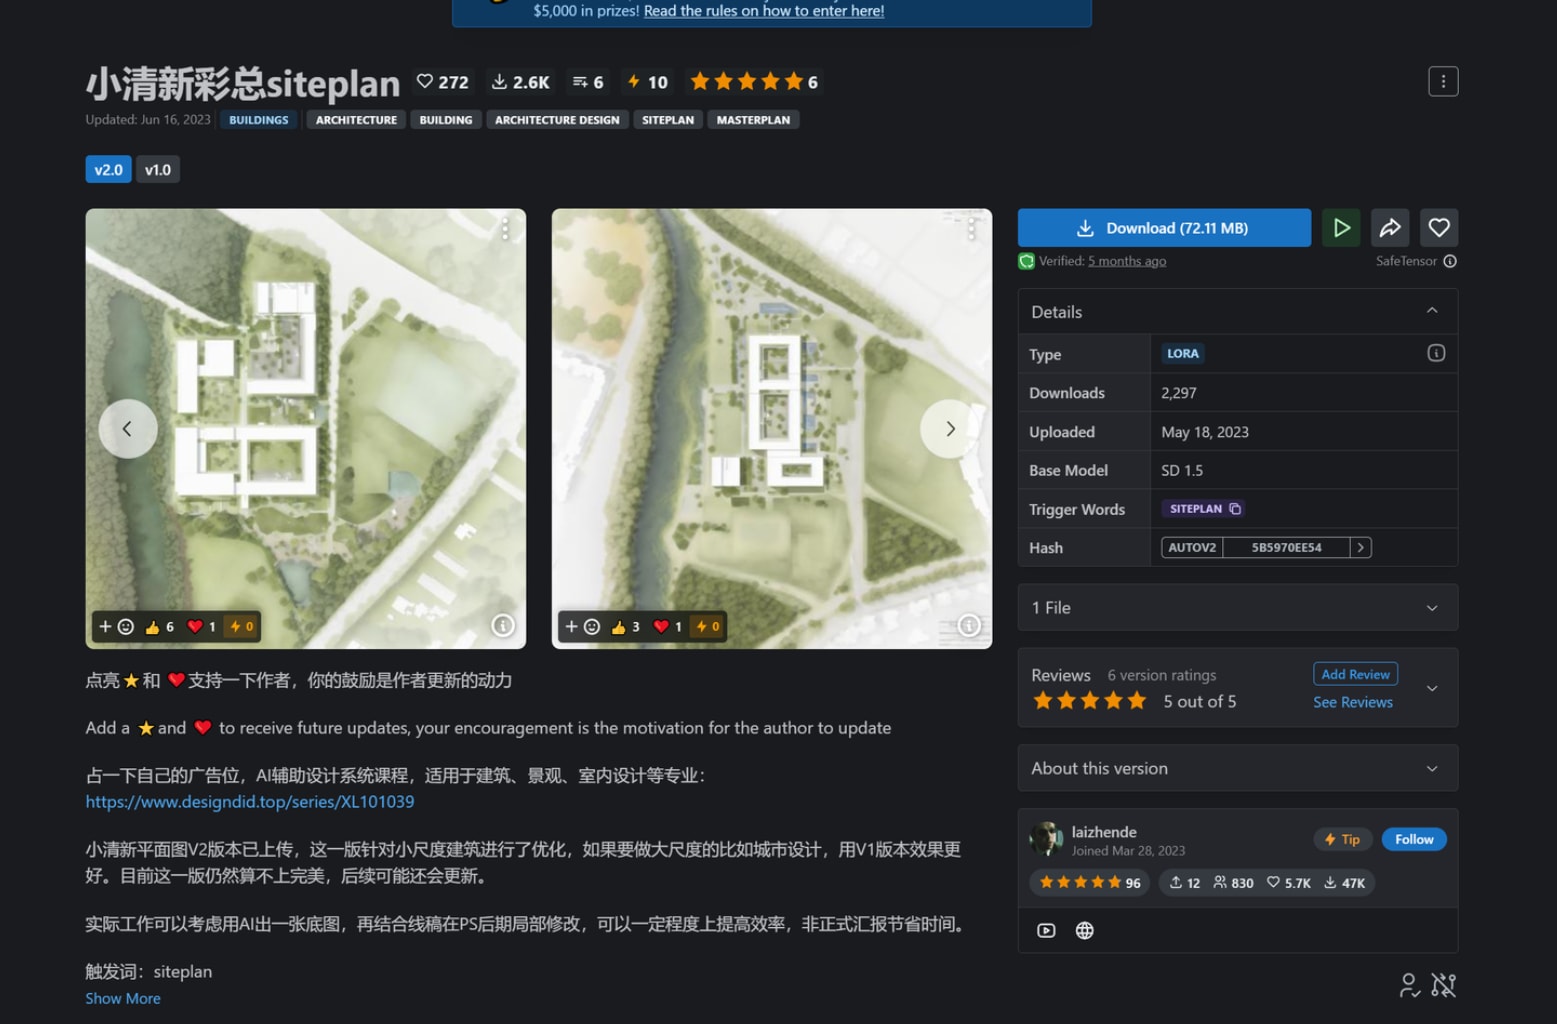 $5,000 in prizes! Read the rules on how to enter here!
小清新彩总siteplan 272 2.6K 6 10 6
Updated: Jun 16, 2023 BUILDINGS ARCHITECTURE BUILDING ARCHITECTURE DESIGN SITEPLAN MASTERPLAN
v2.0 v1.0
6 1 0
3 1 0
点亮⭐和 ❤️支持一下作者，你的鼓励是作者更新的动力
Add a ⭐and ❤️ to receive future updates, your encouragement is the motivation for the author to update
占一下自己的广告位，AI辅助设计系统课程，适用于建筑、景观、室内设计等专业：
https://www.designdid.top/series/XL101039
小清新平面图V2版本已上传，这一版针对小尺度建筑进行了优化，如果要做大尺度的比如城市设计，用V1版本效果更
好。目前这一版仍然算不上完美，后续可能还会更新。
实际工作可以考虑用AI出一张底图，再结合线稿在PS后期局部修改，可以一定程度上提高效率，非正式汇报节省时间。
触发词：siteplan
Show More
Download (72.11 MB)
Verified: 5 months ago SafeTensor
Details
Type LORA
Downloads 2,297
Uploaded May 18, 2023
Base Model SD 1.5
Trigger Words SITEPLAN
Hash AUTOV2 5B5970EE54
1 File
Reviews 6 version ratings Add Review
5 out of 5 See Reviews
About this version
laizhende Tip Follow
Joined Mar 28, 2023
96 12 830 5.7K 47K